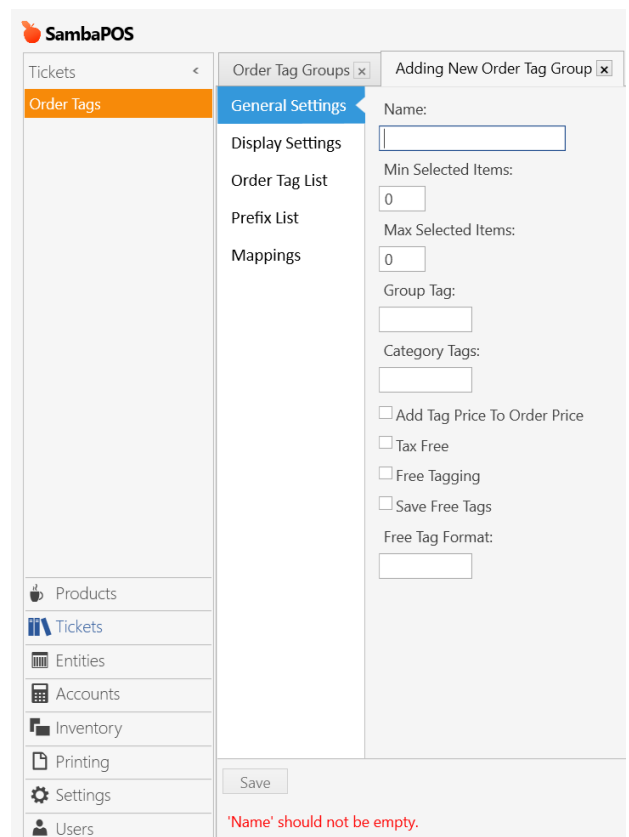 SambaPOS
Tickets <
Order Tags
Products
Tickets
Entities
Accounts
Inventory
Printing
Settings
Users
Order Tag Groups x
Adding New Order Tag Group x
General Settings
Display Settings
Order Tag List
Prefix List
Mappings
Name:
Min Selected Items:
0
Max Selected Items:
0
Group Tag:
Category Tags:
Add Tag Price To Order Price
Tax Free
Free Tagging
Save Free Tags
Free Tag Format:
Save
'Name' should not be empty.